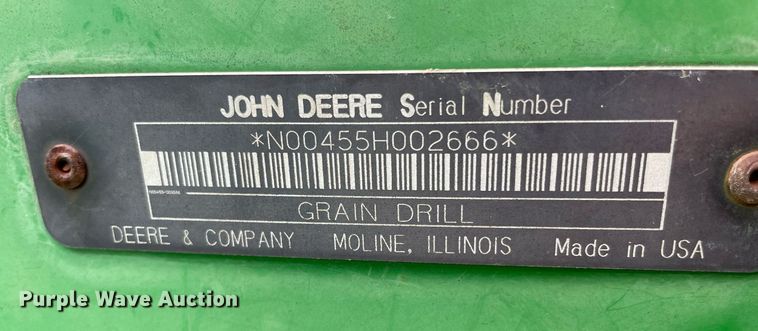 JOHN DEERE Serial Number
*N00455H002666*
GRAIN DRILL
DEERE & COMPANY MOLINE, ILLINOIS Made in USA
Purple Wave Auction